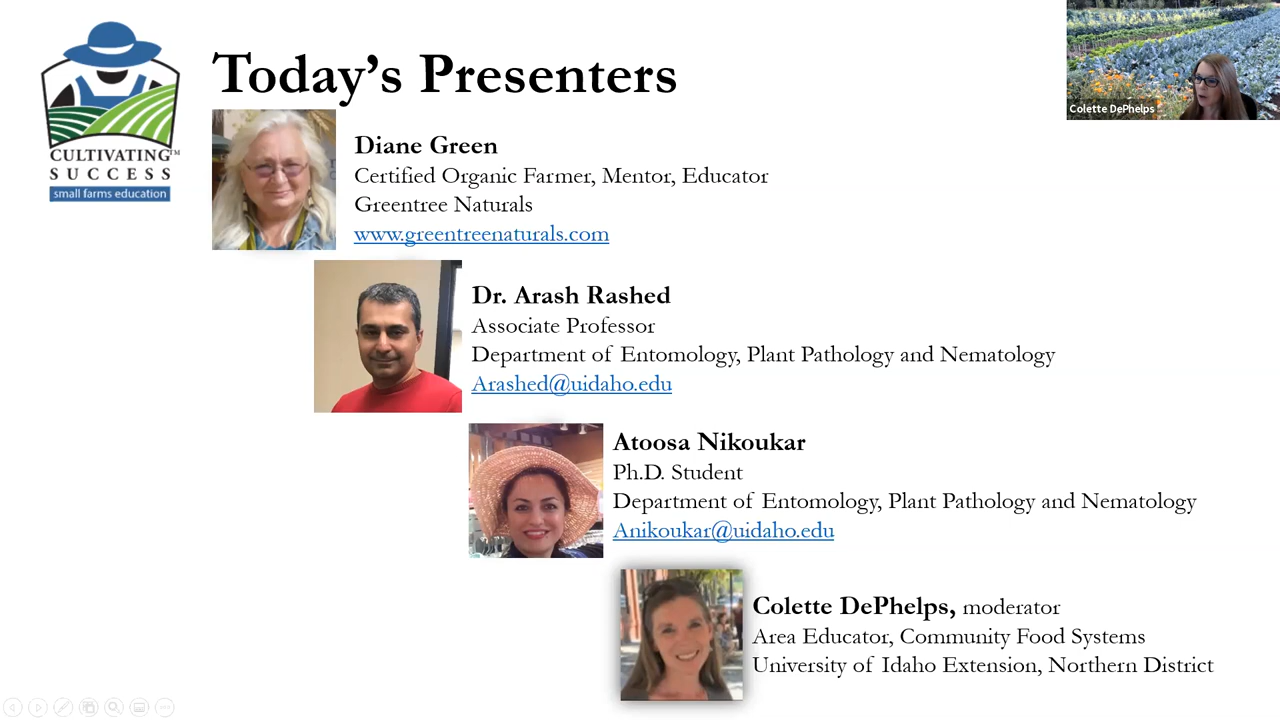 Today's Presenters
Colette DePhelps
CULTIVATING™
SUCCESS
small farms education
Diane Green
Certified Organic Farmer, Mentor, Educator
Greentree Naturals
www.greentreenaturals.com
Dr. Arash Rashed
Associate Professor
Department of Entomology, Plant Pathology and Nematology
Arashed@uidaho.edu
Atoosa Nikoukar
Ph.D. Student
Department of Entomology, Plant Pathology and Nematology
Anikoukar@uidaho.edu
Colette DePhelps, moderator
Area Educator, Community Food Systems
University of Idaho Extension, Northern District